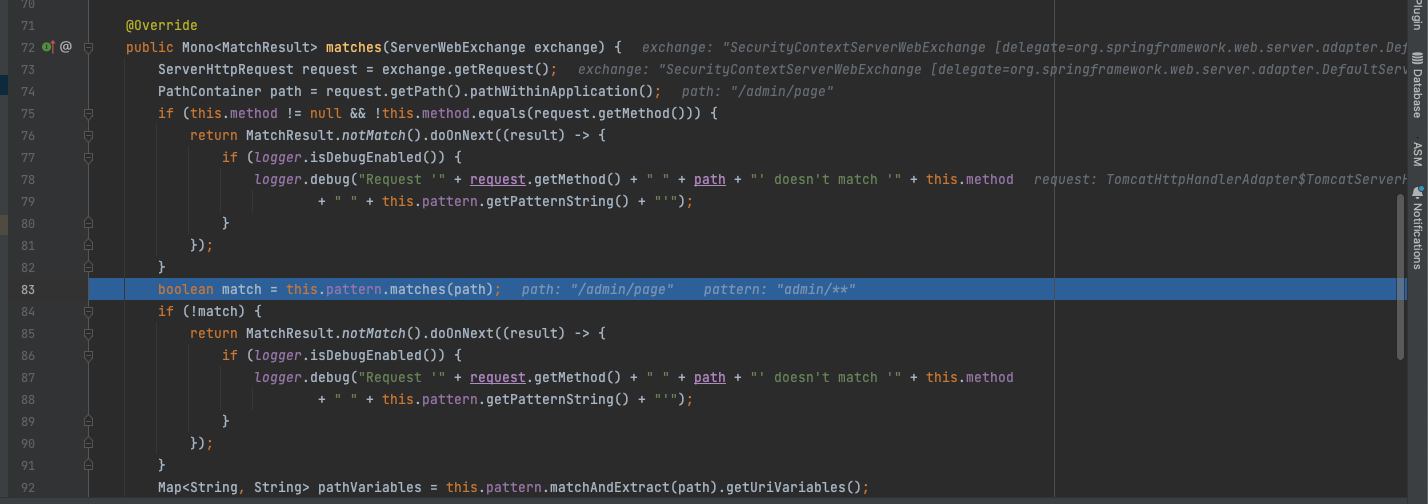 70
71 @Override
72 @ public Mono<MatchResult> matches(ServerWebExchange exchange) { exchange: "SecurityContextServerWebExchange [delegate=org.springframework.web.server.adapter.Def
73 ServerHttpRequest request = exchange.getRequest(); exchange: "SecurityContextServerWebExchange [delegate=org.springframework.web.server.adapter.DefaultServ
74 PathContainer path = request.getPath().pathWithinApplication(); path: "/admin/page"
75 if (this.method != null && !this.method.equals(request.getMethod())) {
76 return MatchResult.notMatch().doOnNext((result) -> {
77 if (logger.isDebugEnabled()) {
78 logger.debug("Request '" + request.getMethod() + " " + path + "' doesn't match '" + this.method request: TomcatHttpHandlerAdapter$TomcatServerH
79 + " " + this.pattern.getPatternString() + "'");
80 }
81 });
82 }
83 boolean match = this.pattern.matches(path); path: "/admin/page" pattern: "admin/**"
84 if (!match) {
85 return MatchResult.notMatch().doOnNext((result) -> {
86 if (logger.isDebugEnabled()) {
87 logger.debug("Request '" + request.getMethod() + " " + path + "' doesn't match '" + this.method
88 + " " + this.pattern.getPatternString() + "'");
89 }
90 });
91 }
92 Map<String, String> pathVariables = this.pattern.matchAndExtract(path).getUriVariables();
Plugin
Database
ASM
Notifications